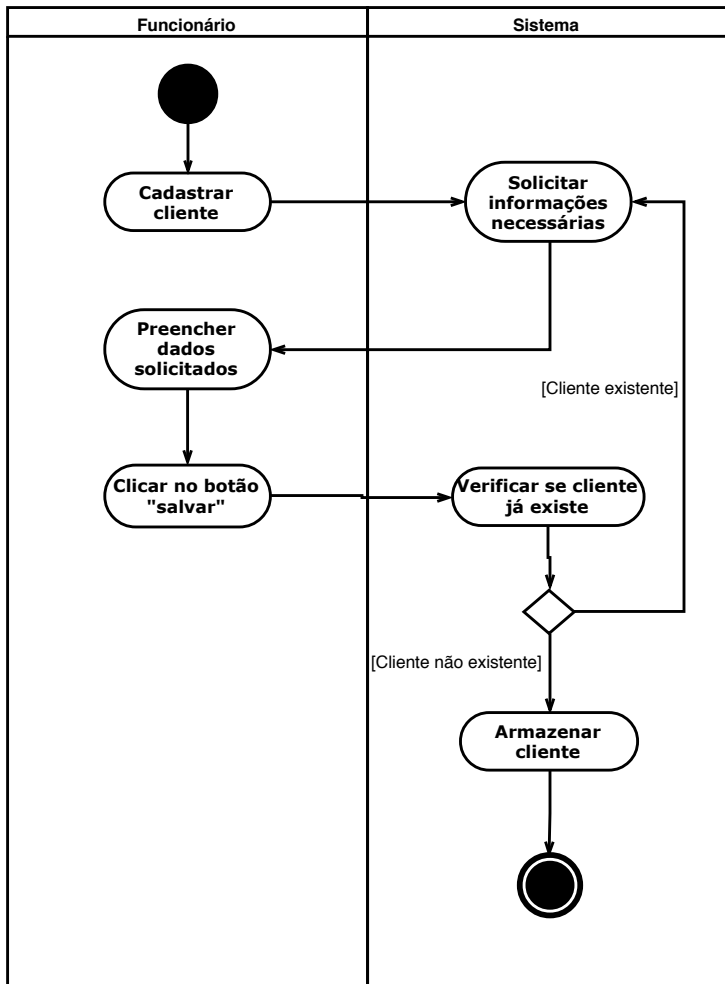 Funcionário
Sistema
Cadastrar
cliente
Solicitar
informações
necessárias
Preencher
dados
solicitados
[Cliente existente]
Clicar no botão
"salvar"
Verificar se cliente
já existe
[Cliente não existente]
Armazenar
cliente